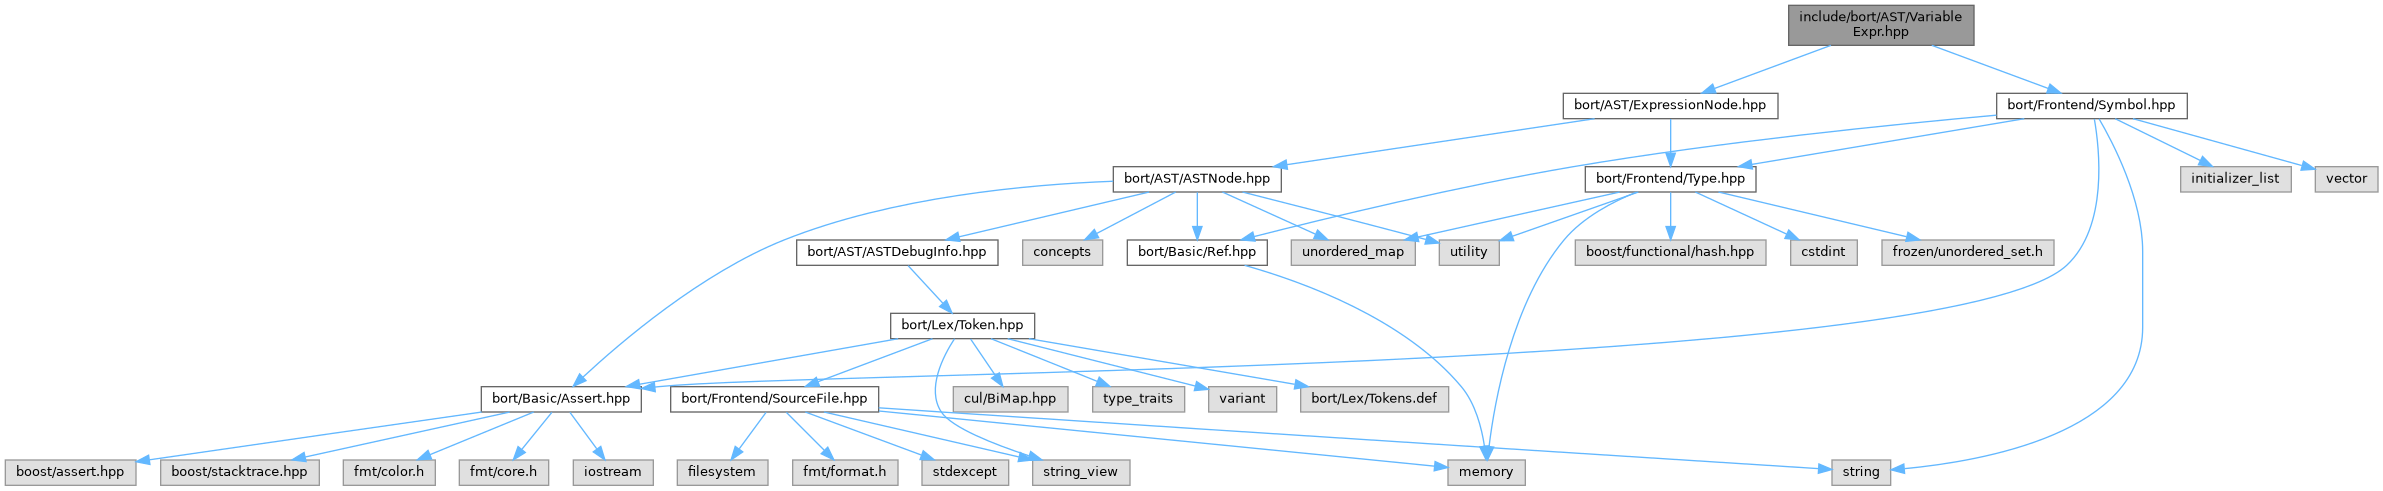 include/bort/AST/Variable
Expr.hpp
bort/AST/ExpressionNode.hpp
bort/Frontend/Symbol.hpp
bort/AST/ASTNode.hpp
bort/Frontend/Type.hpp
initializer_list
vector
bort/AST/ASTDebugInfo.hpp
concepts
bort/Basic/Ref.hpp
unordered_map
utility
boost/functional/hash.hpp
cstdint
frozen/unordered_set.h
bort/Lex/Token.hpp
bort/Basic/Assert.hpp
bort/Frontend/SourceFile.hpp
cul/BiMap.hpp
type_traits
variant
bort/Lex/Tokens.def
boost/assert.hpp
boost/stacktrace.hpp
fmt/color.h
fmt/core.h
iostream
filesystem
fmt/format.h
stdexcept
string_view
memory
string